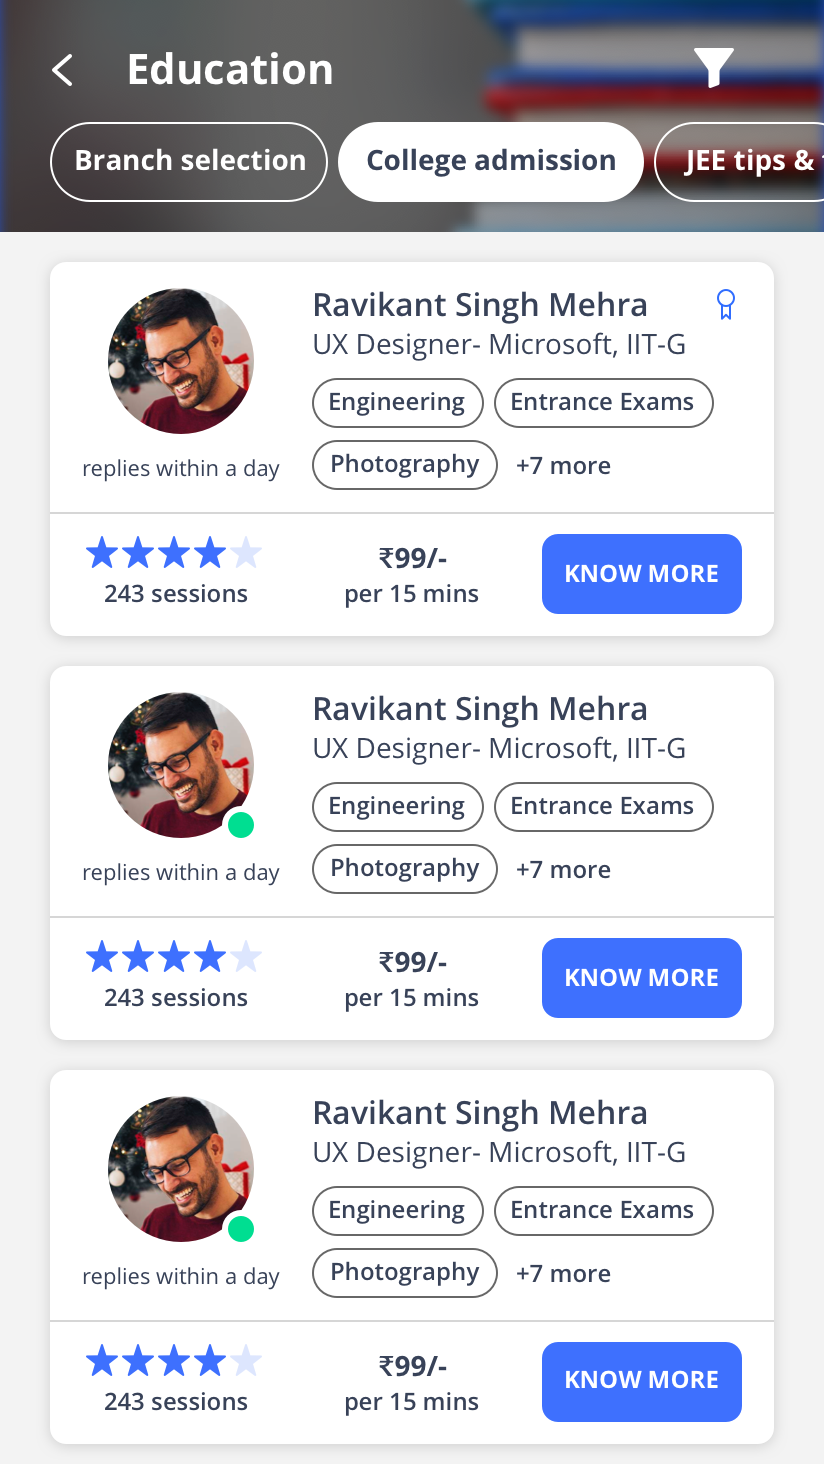 Education
Branch selection
College admission
JEE tips &
Ravikant Singh Mehra
UX Designer- Microsoft, IIT-G
Engineering
Entrance Exams
Photography
+7 more
replies within a day
243 sessions
₹99/-
per 15 mins
KNOW MORE
Ravikant Singh Mehra
UX Designer- Microsoft, IIT-G
Engineering
Entrance Exams
Photography
+7 more
replies within a day
243 sessions
₹99/-
per 15 mins
KNOW MORE
Ravikant Singh Mehra
UX Designer- Microsoft, IIT-G
Engineering
Entrance Exams
Photography
+7 more
replies within a day
243 sessions
₹99/-
per 15 mins
KNOW MORE